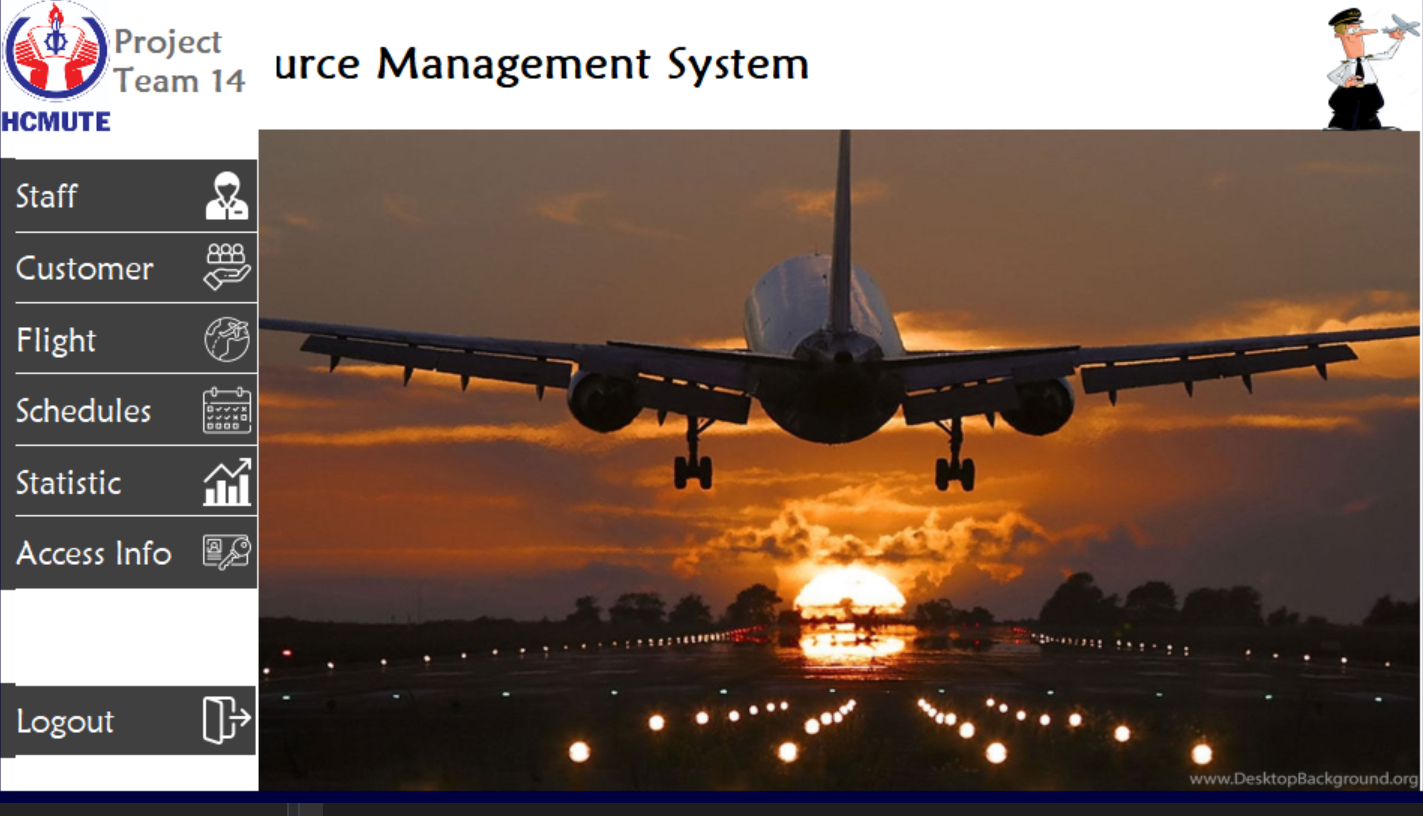 Project
Team 14
HCMUTE
urce Management System
Staff
Customer
Flight
Schedules
Statistic
Access Info
Logout
www.DesktopBackground.org